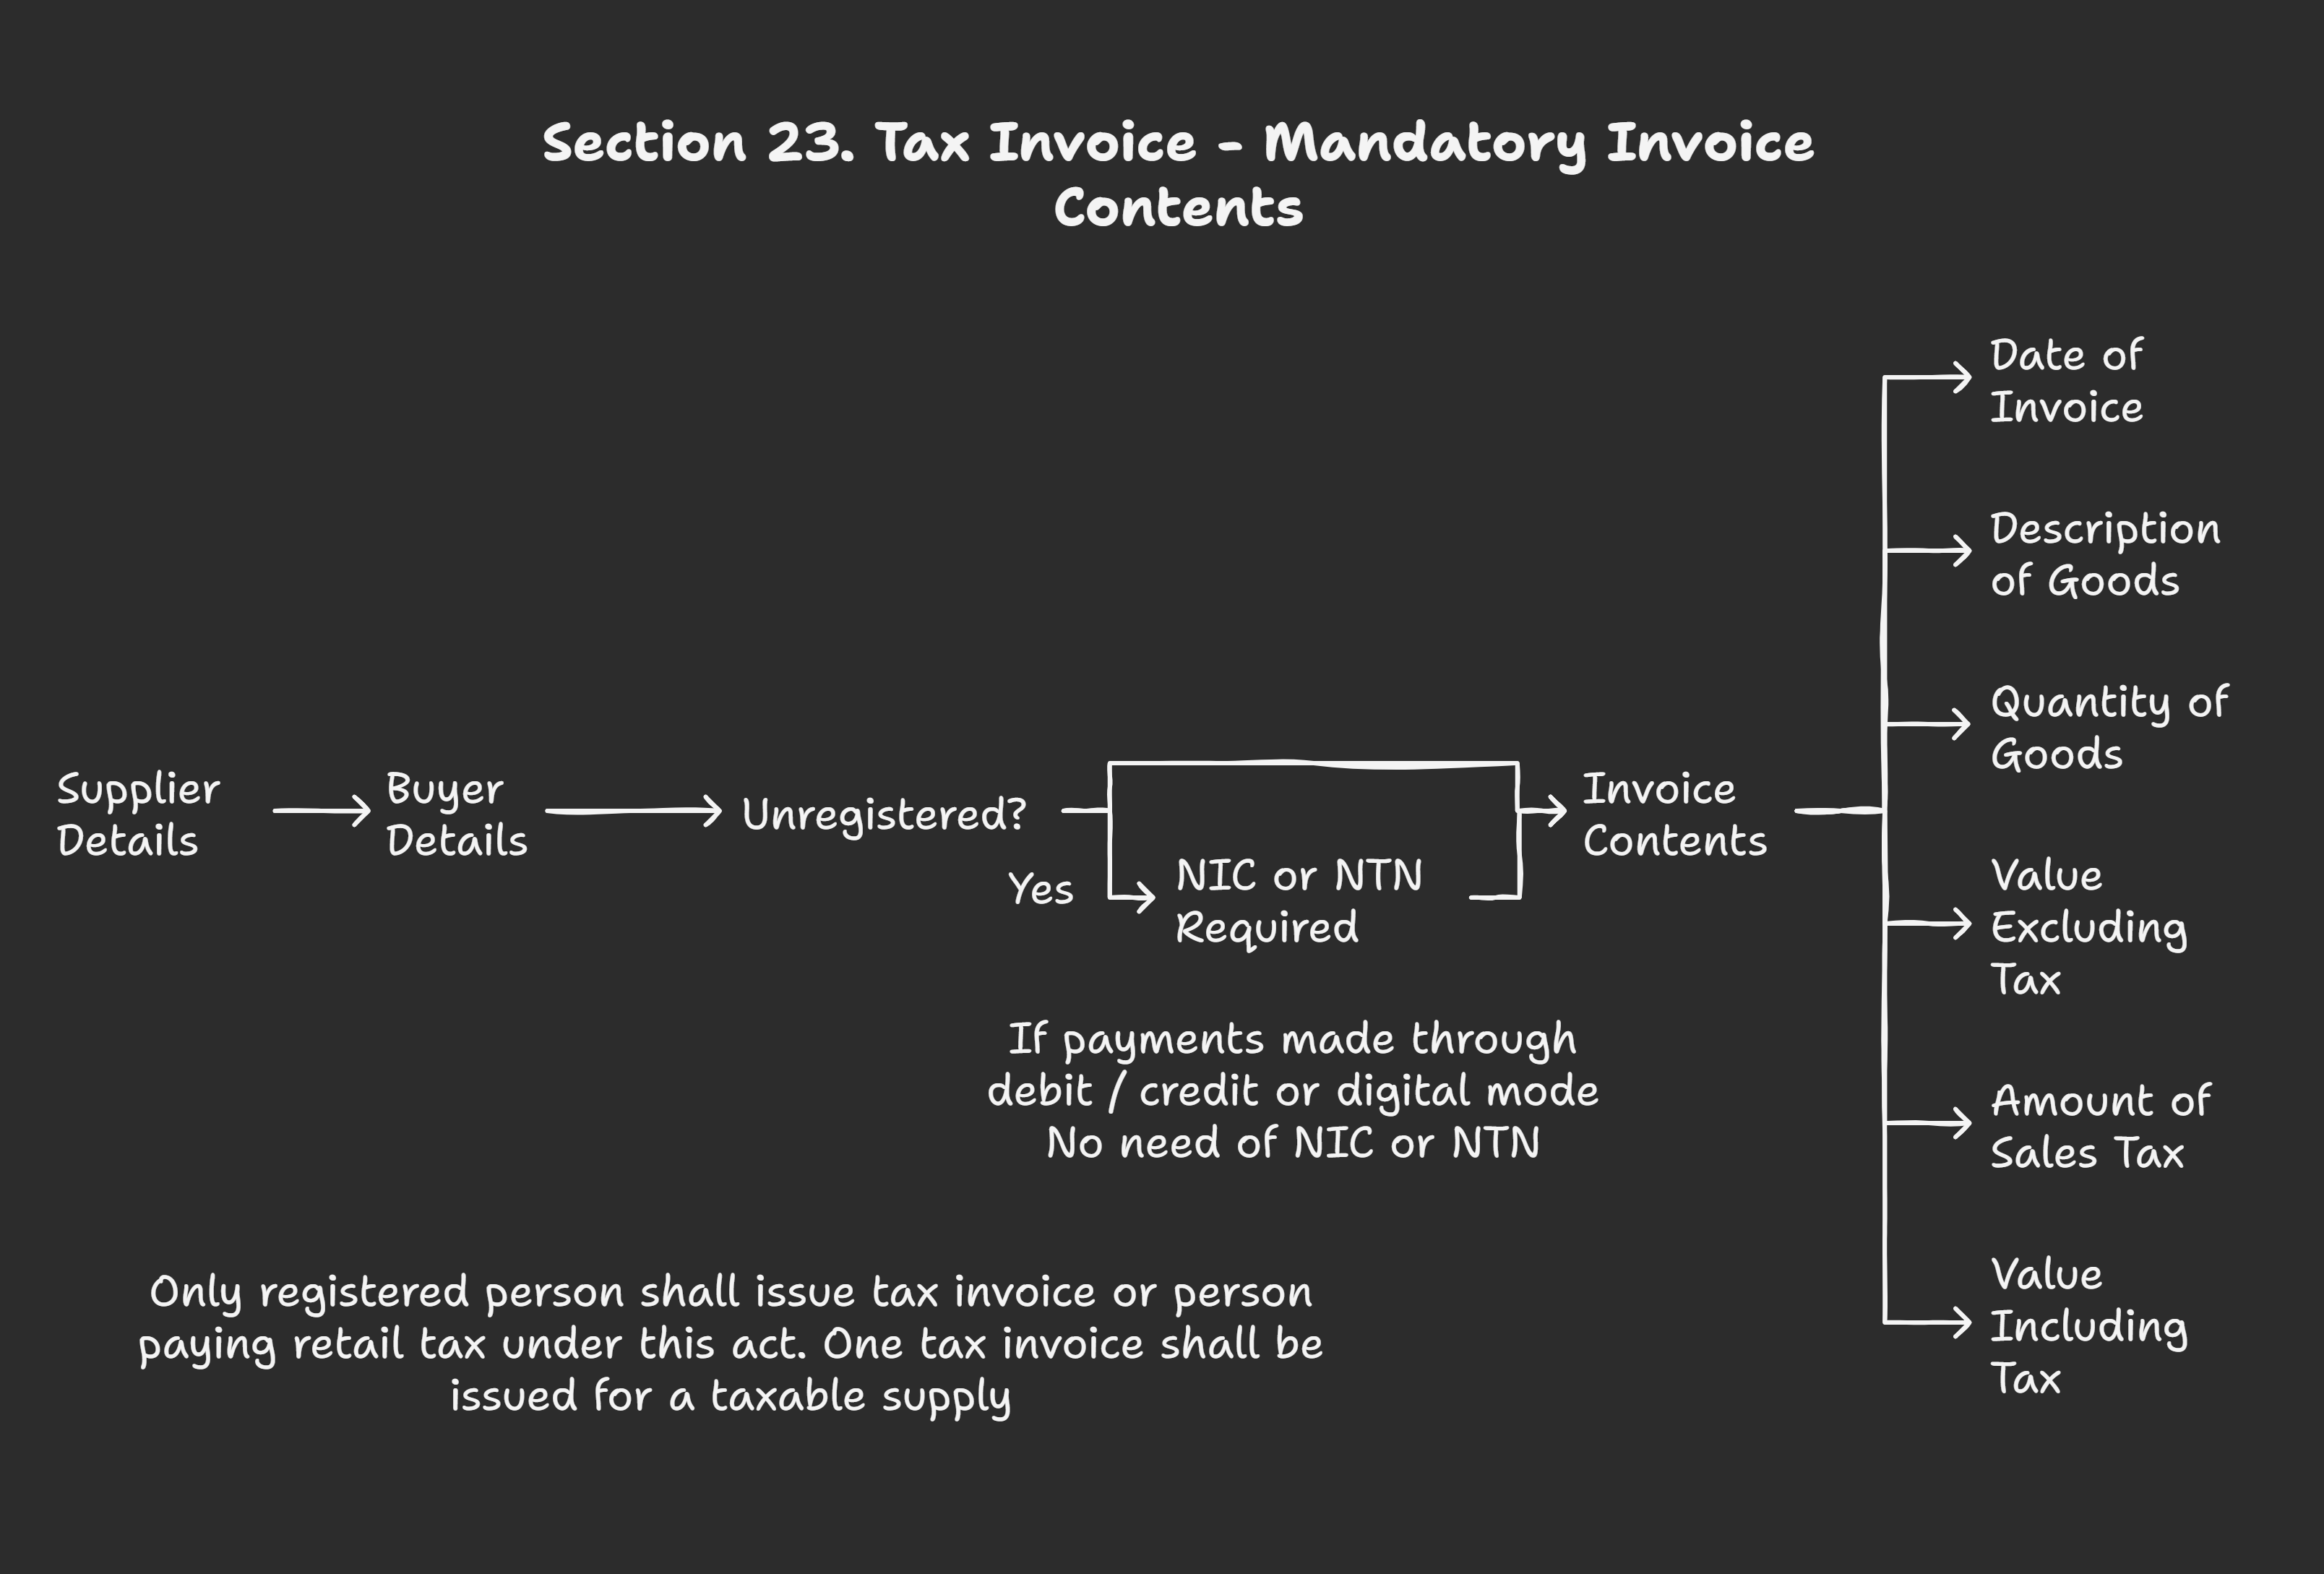 Section 23. Tax Invoice - Mandatory Invoice
Contents
Supplier
Details
Buyer
Details
Unregistered?
Yes
NIC or NTN
Required
If payments made through
debit / credit or digital mode
No need of NIC or NTN
Invoice
Contents
Date of
Invoice
Description
of Goods
Quantity of
Goods
Value
Excluding
Tax
Amount of
Sales Tax
Value
Including
Tax
Only registered person shall issue tax invoice or person
paying retail tax under this act. One tax invoice shall be
issued for a taxable supply